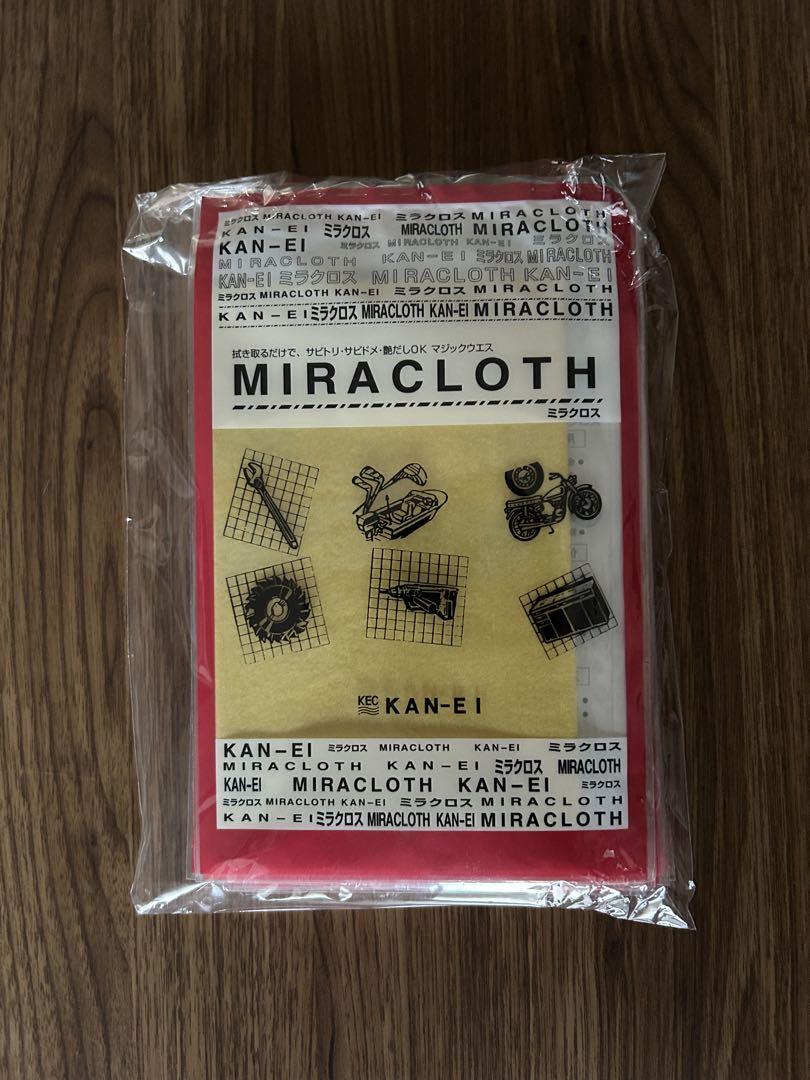 ミラクロス MIRACLOTH KAN-EI ミラクロス MIRACLOTH
KAN-EI ミラクロス MIRACLOTH MIRACLOTH
KAN-EI ミラクロス MIRACLOTH KAN-EI ミラクロス
MIRACLOTH KAN-EI ミラクロス MIRACLOTH
KAN-EI ミラクロス MIRACLOTH KAN-EI
ミラクロス MIRACLOTH KAN-EI ミラクロス MIRACLOTH
KAN-EI ミラクロス MIRACLOTH KAN-EI MIRACLOTH
拭き取るだけで、サビトリ・サビドメ・艶だしOK マジックウエス
MIRACLOTH
ミラクロス
KEC KAN-EI
KAN-EI ミラクロス MIRACLOTH KAN-EI ミラクロス
MIRACLOTH KAN-EI ミラクロス MIRACLOTH
KAN-EI MIRACLOTH KAN-EI ミラクロス
ミラクロス MIRACLOTH KAN-EI ミラクロス MIRACLOTH
KAN-EI ミラクロス MIRACLOTH KAN-EI MIRACLOTH